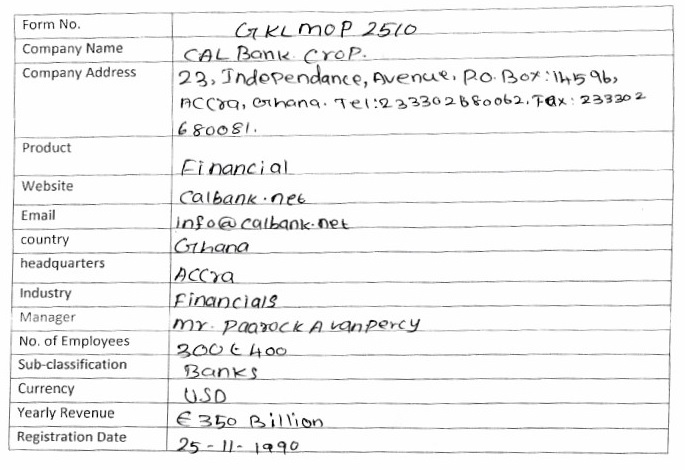 Form No. GKLMOP 2510
Company Name CAL Bank CroP.
Company Address 23, Independance, Avenue, P.O. Box: 14596,
Accra, Ghana. Tel: 233302680062, Fax: 233302
680081.
Product Financial
Website Calbank.net
Email info@calbank.net
country Ghana
headquarters Accra
Industry Financials
Manager Mr. Paarock A vanpercy
No. of Employees 300 & 400
Sub-classification Banks
Currency USD
Yearly Revenue € 350 Billion
Registration Date 25-11-1990